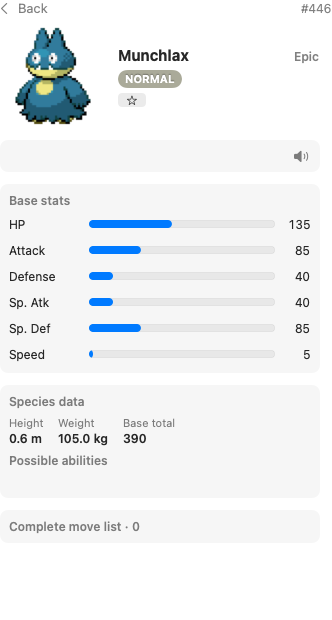 Back
#446
Munchlax
Epic
NORMAL
Base stats
HP 135
Attack 85
Defense 40
Sp. Atk 40
Sp. Def 85
Speed 5
Species data
Height Weight Base total
0.6 m 105.0 kg 390
Possible abilities
Complete move list · 0